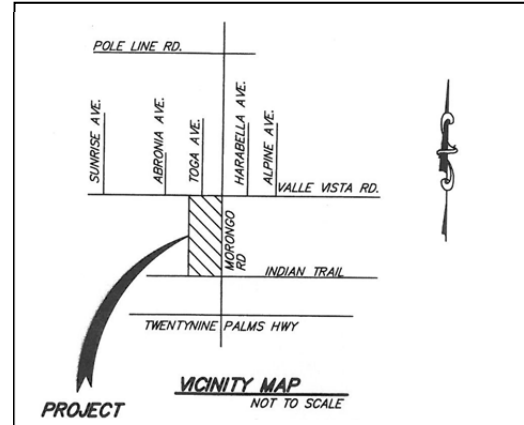 POLE LINE RD.
SUNRISE AVE.
ABRONIA AVE.
TOGA AVE.
HARABELLA AVE.
ALPINE AVE.
VALLE VISTA RD.
MORONGO RD
INDIAN TRAIL
TWENTYNINE PALMS HWY
VICINITY MAP
NOT TO SCALE
PROJECT